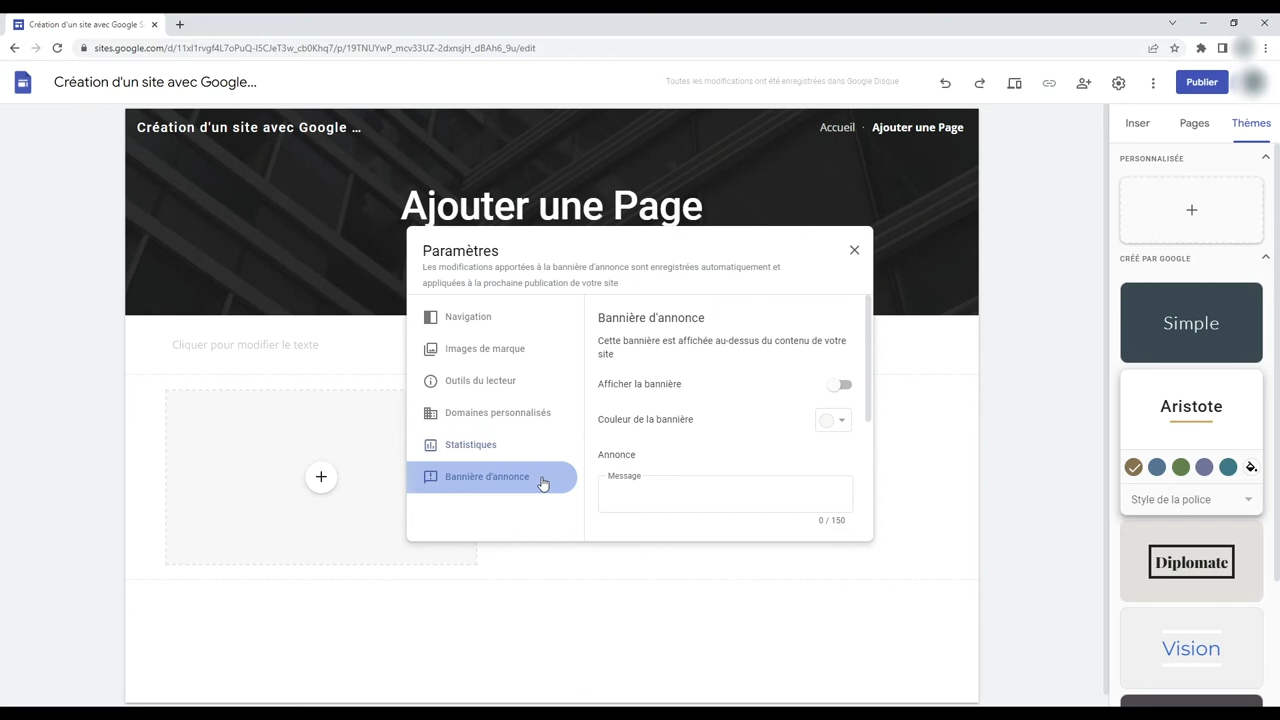 Création d'un site avec Google S
sites.google.com/d/11xl1rvgf4L7oPuQ-I5CJeT3w_cb0Khq7/p/19TNUYwP_mcv33UZ-2dxnsjH_dBAh6_9u/edit
Création d'un site avec Google...
Toutes les modifications ont été enregistrées dans Google Disque
Publier
Création d'un site avec Google ...
Accueil · Ajouter une Page
Ajouter une Page
Cliquer pour modifier le texte
Paramètres
Les modifications apportées à la bannière d'annonce sont enregistrées automatiquement et
appliquées à la prochaine publication de votre site
Navigation
Images de marque
Outils du lecteur
Domaines personnalisés
Statistiques
Bannière d'annonce
Bannière d'annonce
Cette bannière est affichée au-dessus du contenu de votre
site
Afficher la bannière
Couleur de la bannière
Annonce
Message
0 / 150
Inser
Pages
Thèmes
PERSONNALISÉE
CRÉÉ PAR GOOGLE
Simple
Aristote
Style de la police
Diplomate
Vision